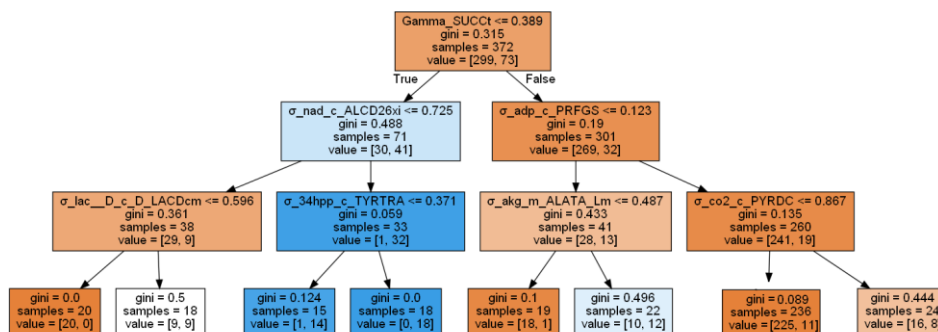 Gamma_SUCCt <= 0.389
gini = 0.315
samples = 372
value = [299, 73]
True
False
σ_nad_c_ALCD26xi <= 0.725
gini = 0.488
samples = 71
value = [30, 41]
σ_adp_c_PRFGS <= 0.123
gini = 0.19
samples = 301
value = [269, 32]
σ_lac__D_c_D_LACDcm <= 0.596
gini = 0.361
samples = 38
value = [29, 9]
σ_34hpp_c_TYRTRA <= 0.371
gini = 0.059
samples = 33
value = [1, 32]
σ_akg_m_ALATA_Lm <= 0.487
gini = 0.433
samples = 41
value = [28, 13]
σ_co2_c_PYRDC <= 0.867
gini = 0.135
samples = 260
value = [241, 19]
gini = 0.0
samples = 20
value = [20, 0]
gini = 0.5
samples = 18
value = [9, 9]
gini = 0.124
samples = 15
value = [1, 14]
gini = 0.0
samples = 18
value = [0, 18]
gini = 0.1
samples = 19
value = [18, 1]
gini = 0.496
samples = 22
value = [10, 12]
gini = 0.089
samples = 236
value = [225, 11]
gini = 0.444
samples = 24
value = [16, 8]